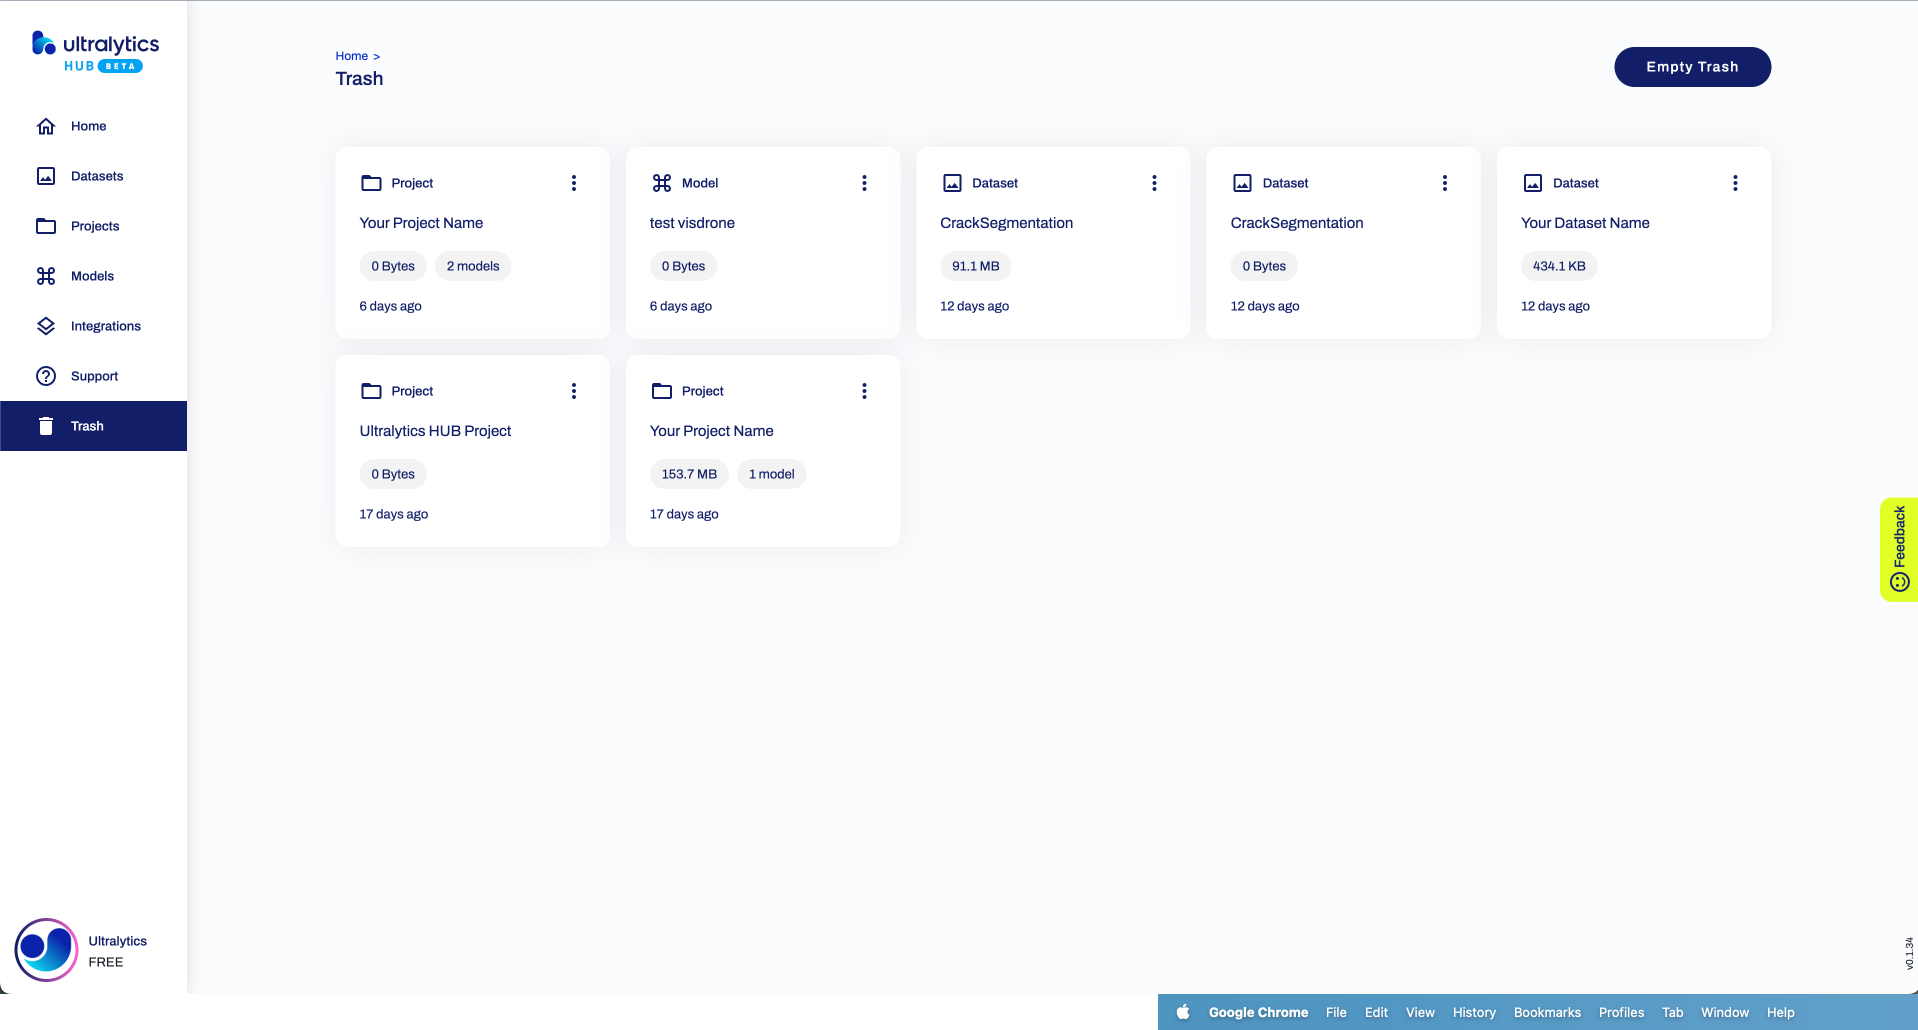 ultralytics
HUB BETA
Home
Datasets
Projects
Models
Integrations
Support
Trash
Ultralytics
FREE
Home >
Trash
Empty Trash
Project
Your Project Name
0 Bytes 2 models
6 days ago
Model
test visdrone
0 Bytes
6 days ago
Dataset
CrackSegmentation
91.1 MB
12 days ago
Dataset
CrackSegmentation
0 Bytes
12 days ago
Dataset
Your Dataset Name
434.1 KB
12 days ago
Project
Ultralytics HUB Project
0 Bytes
17 days ago
Project
Your Project Name
153.7 MB 1 model
17 days ago
Feedback
v0.1.34
Google Chrome File Edit View History Bookmarks Profiles Tab Window Help